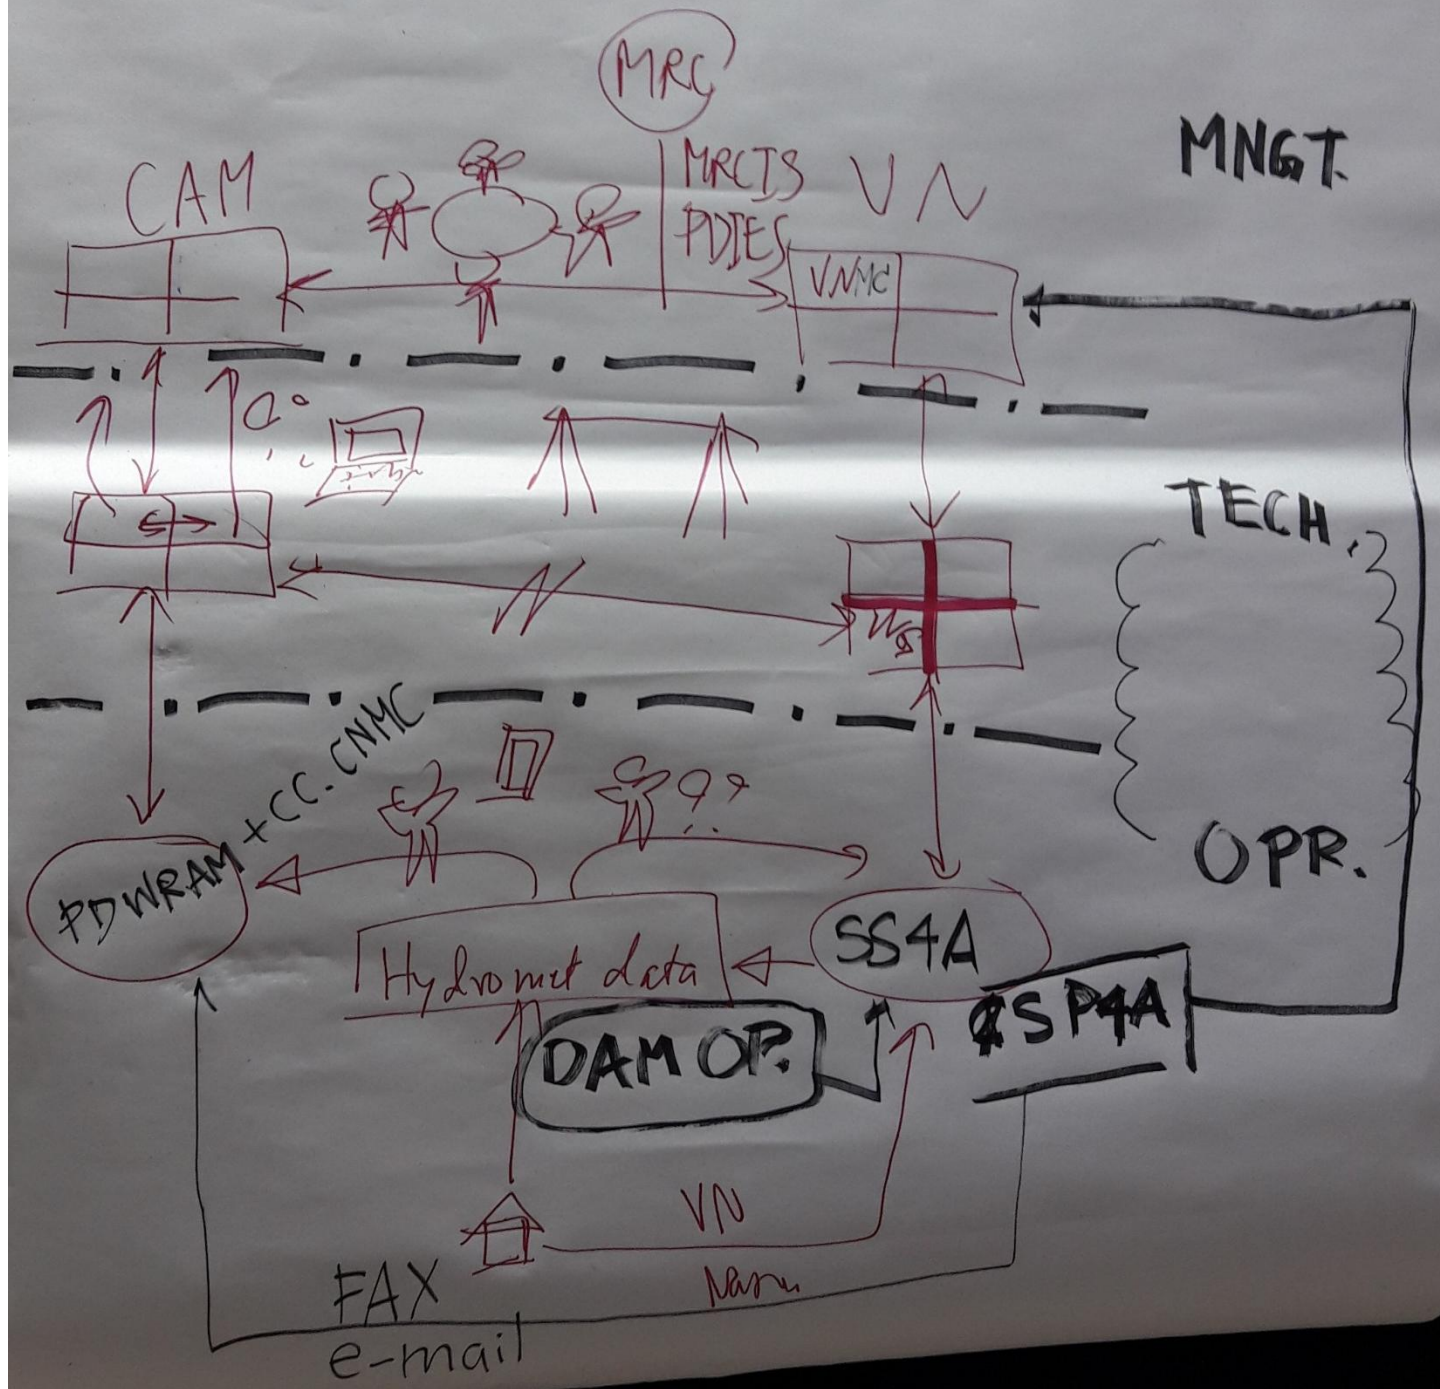 MRC
MNGT.
CAM
MRCTS
PDIES
VN
VNMC
TECH.
PDWRAM + CC. CNMC
OPR.
SS4A
Hydromet data
CSP4A
DAM OP.
VN
FAX
e-mail